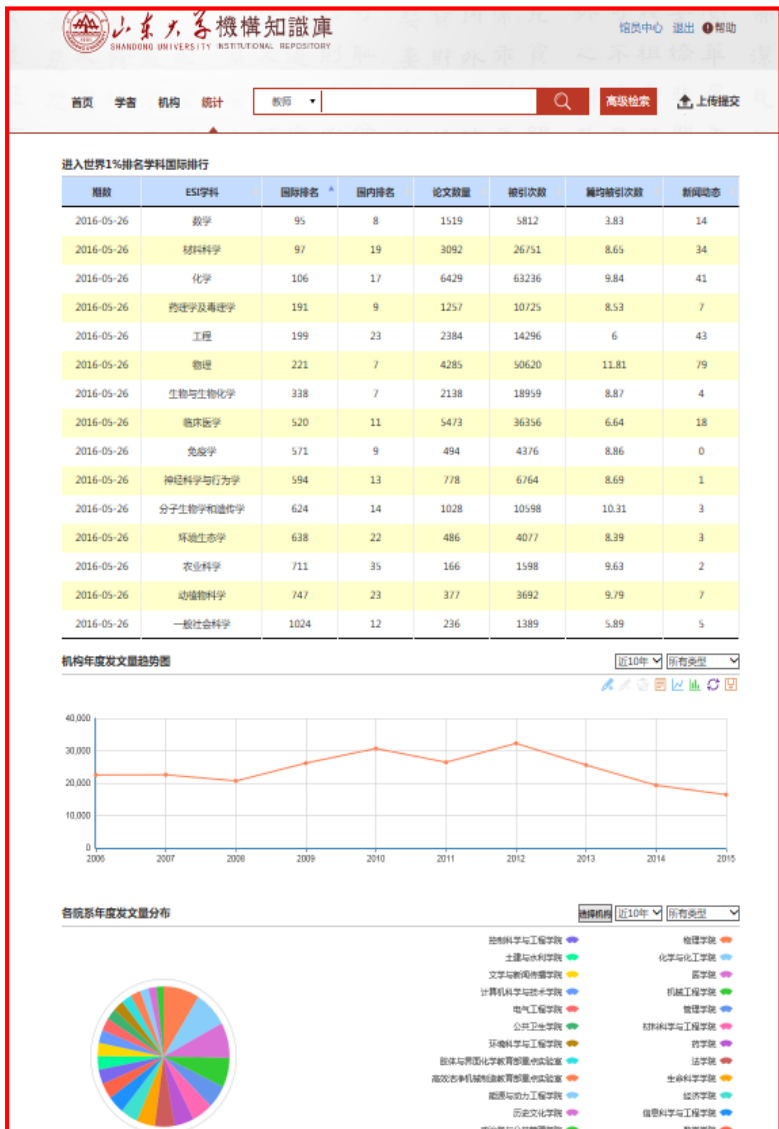 山东大学機構知識庫
SHANDONG UNIVERSITY INSTITUTIONAL REPOSITORY
馆员中心 退出 帮助
首页 学者 机构 统计 教师 高级检索 上传提交
进入世界1%排名学科国际排行
期数 ESI学科 国际排名 国内排名 论文数量 被引次数 篇均被引次数 新闻动态
2016-05-26 数学 95 8 1519 5812 3.83 14
2016-05-26 材料科学 97 19 3092 26751 8.65 34
2016-05-26 化学 106 17 6429 63236 9.84 41
2016-05-26 药理学及毒理学 191 9 1257 10725 8.53 7
2016-05-26 工程 199 23 2384 14296 6 43
2016-05-26 物理 221 7 4285 50620 11.81 79
2016-05-26 生物与生物化学 338 7 2138 18959 8.87 4
2016-05-26 临床医学 520 11 5473 36356 6.64 18
2016-05-26 免疫学 571 9 494 4376 8.86 0
2016-05-26 神经科学与行为学 594 13 778 6764 8.69 1
2016-05-26 分子生物学和遗传学 624 14 1028 10598 10.31 3
2016-05-26 环境生态学 638 22 486 4077 8.39 3
2016-05-26 农业科学 711 35 166 1598 9.63 2
2016-05-26 动植物科学 747 23 377 3692 9.79 7
2016-05-26 一般社会科学 1024 12 236 1389 5.89 5
机构年度发文量趋势图 近10年 所有类型
40,000
30,000
20,000
10,000
0
2006 2007 2008 2009 2010 2011 2012 2013 2014 2015
各院系年度发文量分布 选择机构 近10年 所有类型
控制科学与工程学院 物理学院
土建与水利学院 化学与化工学院
文学与新闻传播学院 医学院
计算机科学与技术学院 机械工程学院
电气工程学院 管理学院
公共卫生学院 材料科学与工程学院
环境科学与工程学院 药学院
胶体与界面化学教育部重点实验室 法学院
高效洁净机械制造教育部重点实验室 生命科学学院
能源与动力工程学院 经济学院
历史文化学院 信息科学与工程学院